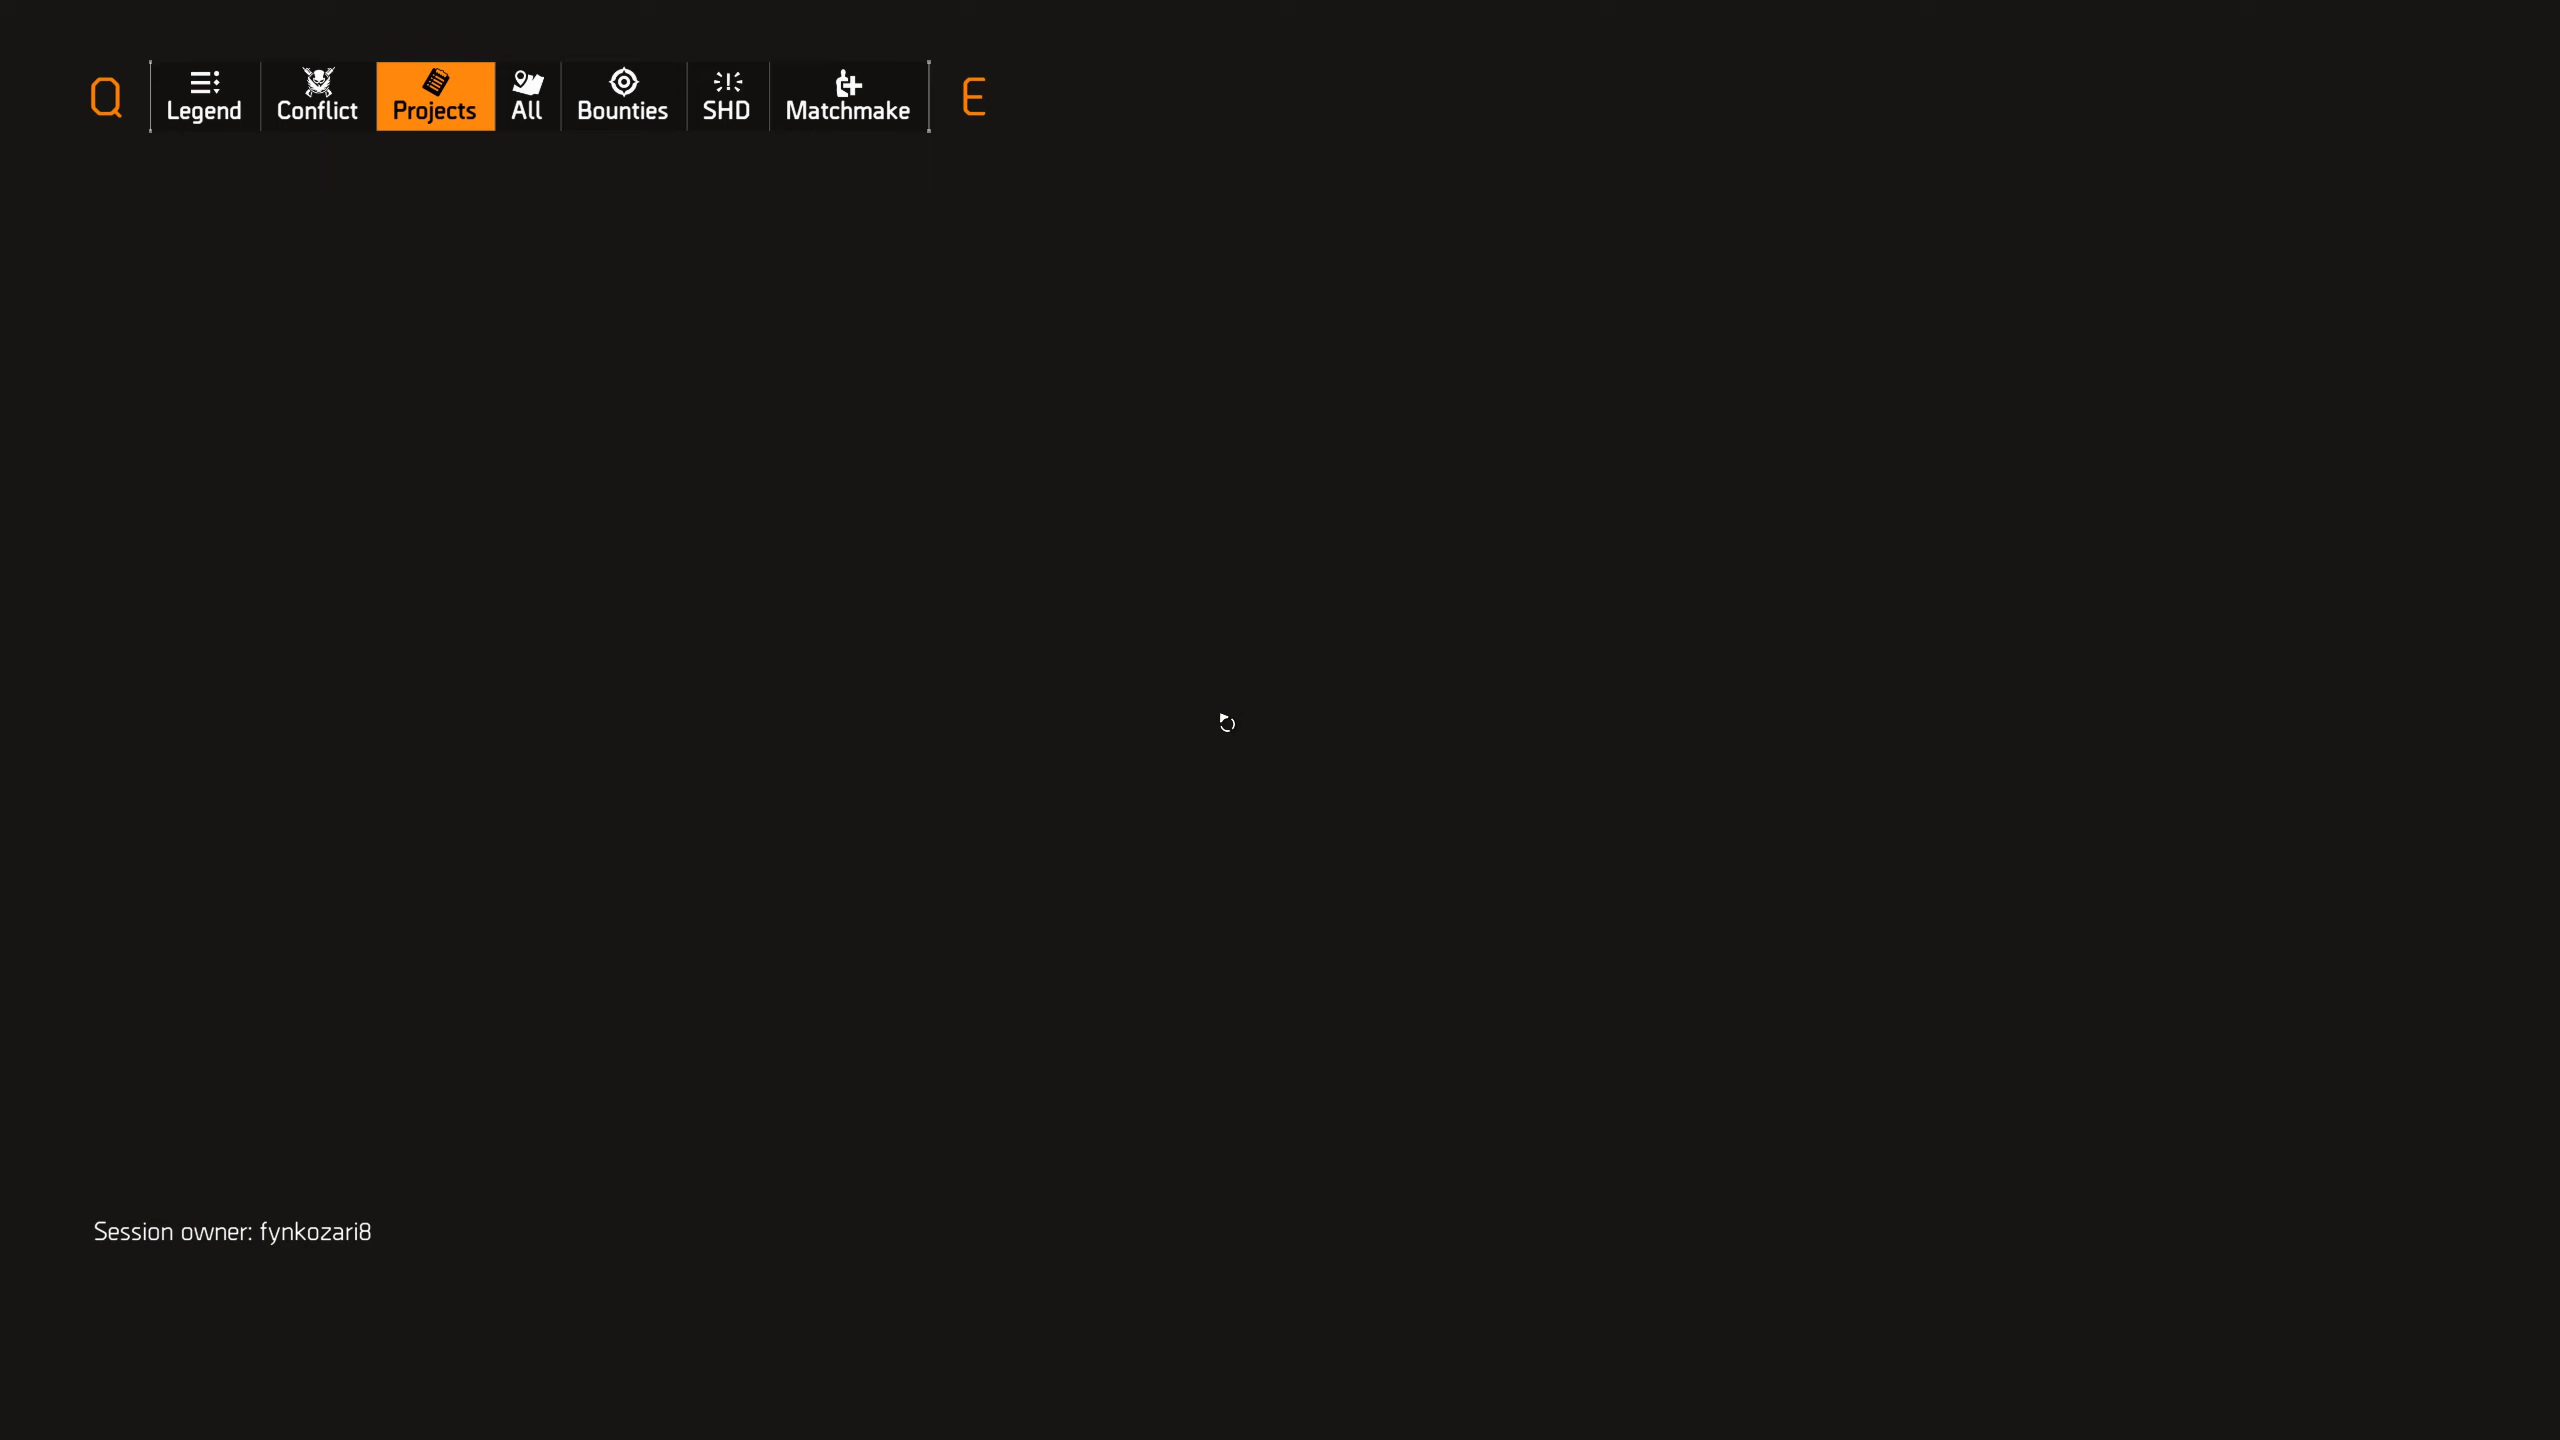 Q Legend Conflict Projects All Bounties SHD Matchmake E
Session owner: fynkozari8